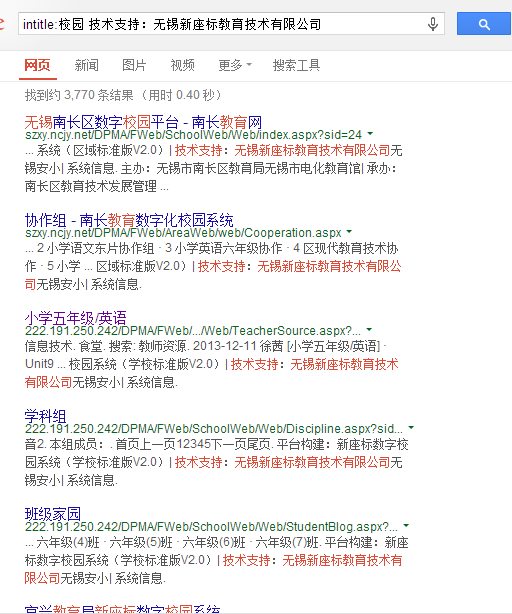 intitle:校园 技术支持：无锡新座标教育技术有限公司
网页 新闻 图片 视频 更多 搜索工具
找到约 3,770 条结果 （用时 0.40 秒）
无锡南长区数字校园平台 - 南长教育网
szxy.ncjy.net/DPMA/FWeb/SchoolWeb/Web/index.aspx?sid=24
... 系统（区域标准版V2.0）| 技术支持：无锡新座标教育技术有限公司无
锡安小| 系统信息. 主办：无锡市南长区教育局无锡市电化教育馆| 承办：
南长区教育技术发展管理 ...
协作组 - 南长教育数字化校园系统
szxy.ncjy.net/DPMA/FWeb/AreaWeb/web/Cooperation.aspx
... 2 小学语文东片协作组 · 3 小学英语六年级协作 · 4 区现代教育技术协
作 · 5 小学 ... 区域标准版V2.0）| 技术支持：无锡新座标教育技术有限公
司无锡安小| 系统信息.
小学五年级/英语
222.191.250.242/DPMA/FWeb/.../Web/TeacherSource.aspx?...
信息技术. 食堂. 搜索: 教师资源. 2013-12-11 徐茜 [小学五年级/英语] ·
Unit9 ... 校园系统（学校标准版V2.0）| 技术支持：无锡新座标教育技术
有限公司无锡安小| 系统信息.
学科组
222.191.250.242/DPMA/FWeb/SchoolWeb/Web/Discipline.aspx?sid...
音2. 本组成员：. 首页上一页12345下一页尾页. 平台构建：新座标数字校
园系统（学校标准版V2.0）| 技术支持：无锡新座标教育技术有限公司无
锡安小| 系统信息.
班级家园
222.191.250.242/DPMA/FWeb/SchoolWeb/Web/StudentBlog.aspx?...
... 六年级(4)班 · 六年级(5)班 · 六年级(6)班 · 六年级(7)班. 平台构建：新座
标数字校园系统（学校标准版V2.0）| 技术支持：无锡新座标教育技术有
限公司无锡安小| 系统信息.
宜兴教育局新座标数字校园系统